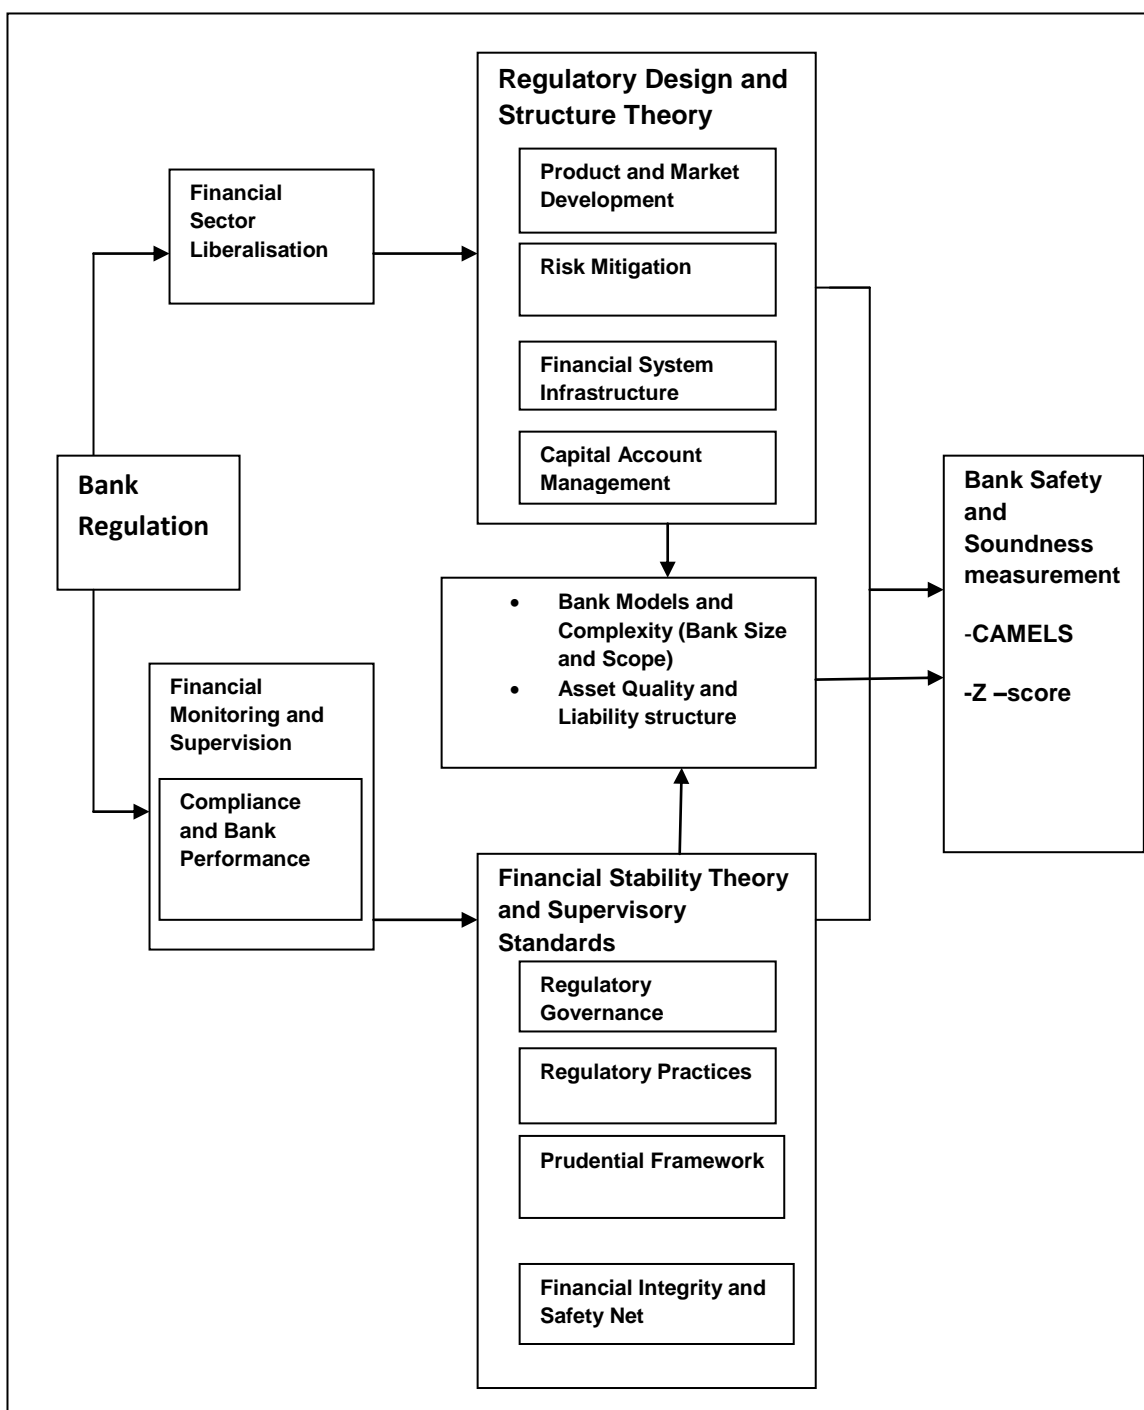 Regulatory Design and
Structure Theory
Product and Market
Development
Financial
Sector
Liberalisation
Risk Mitigation
Financial System
Infrastructure
Capital Account
Management
Bank
Regulation
Bank Safety
and
Soundness
measurement
-CAMELS
-Z –score
• Bank Models and
Complexity (Bank Size
and Scope)
• Asset Quality and
Liability structure
Financial
Monitoring and
Supervision
Compliance
and Bank
Performance
Financial Stability Theory
and Supervisory
Standards
Regulatory
Governance
Regulatory Practices
Prudential Framework
Financial Integrity and
Safety Net